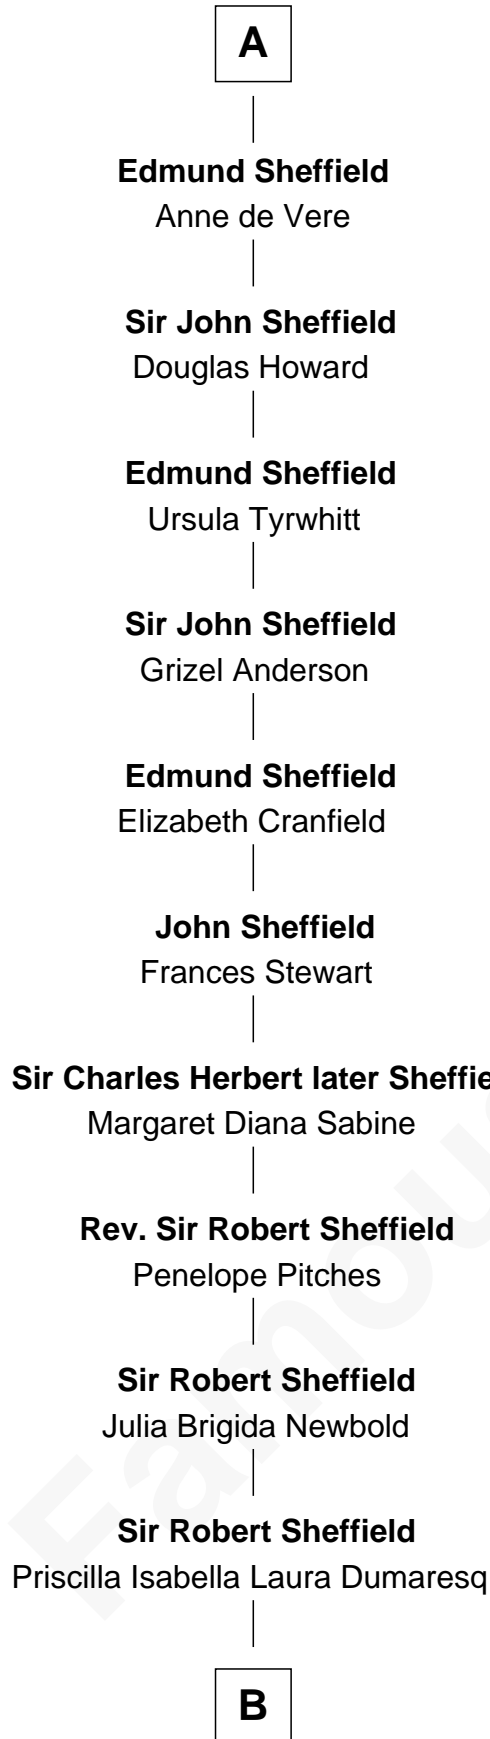 A
Edmund Sheffield
Anne de Vere
Sir John Sheffield
Douglas Howard
Edmund Sheffield
Ursula Tyrwhitt
Sir John Sheffield
Grizel Anderson
Edmund Sheffield
Elizabeth Cranfield
John Sheffield
Frances Stewart
Sir Charles Herbert later Sheffie
Margaret Diana Sabine
Rev. Sir Robert Sheffield
Penelope Pitches
Sir Robert Sheffield
Julia Brigida Newbold
Sir Robert Sheffield
Priscilla Isabella Laura Dumaresq
B
Famou